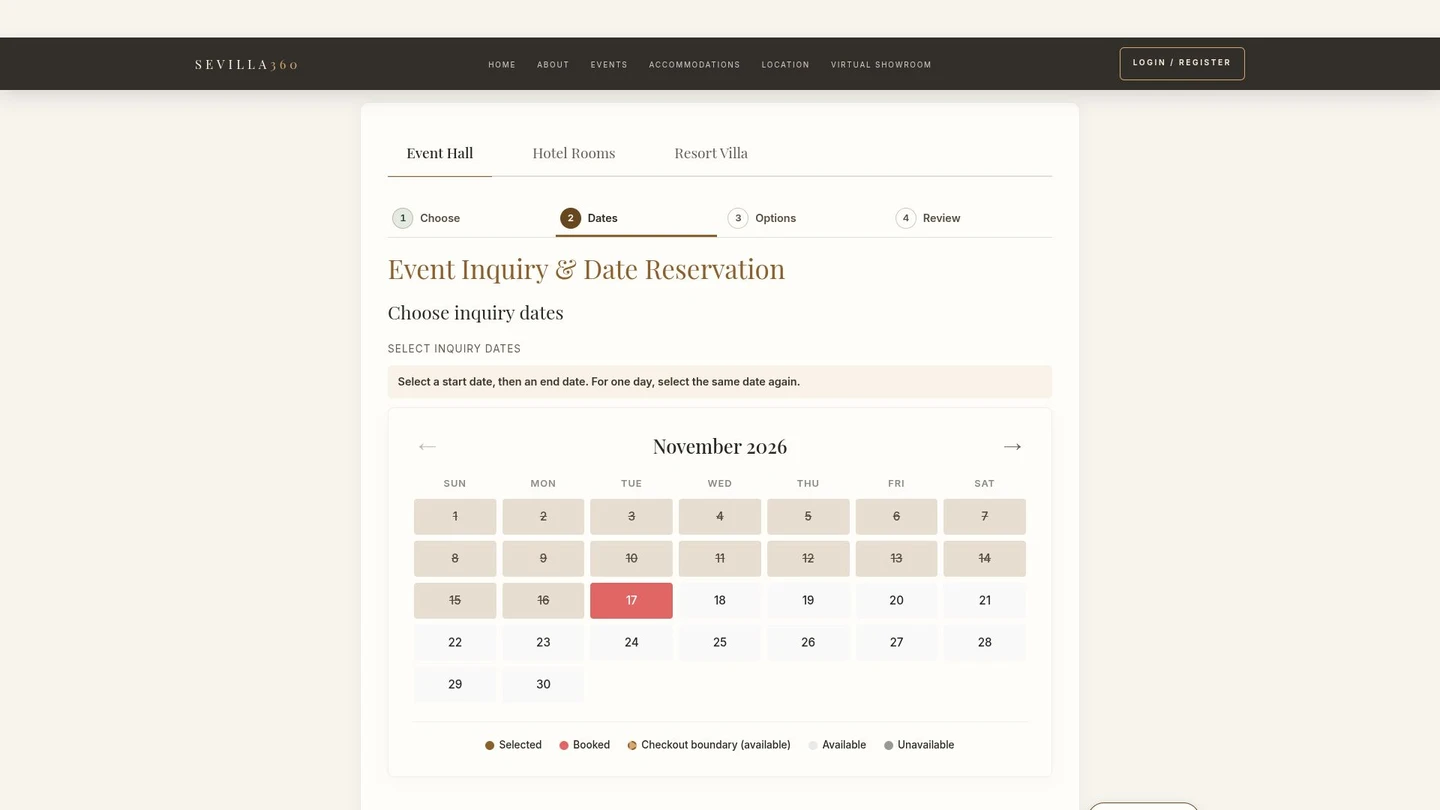 SEVILLA360 HOME ABOUT EVENTS ACCOMMODATIONS LOCATION VIRTUAL SHOWROOM LOGIN / REGISTER
Event Hall Hotel Rooms Resort Villa
1 Choose 2 Dates 3 Options 4 Review
Event Inquiry & Date Reservation
Choose inquiry dates
SELECT INQUIRY DATES
Select a start date, then an end date. For one day, select the same date again.
← November 2026 →
SUN MON TUE WED THU FRI SAT
1 2 3 4 5 6 7
8 9 10 11 12 13 14
15 16 17 18 19 20 21
22 23 24 25 26 27 28
29 30
Selected Booked Checkout boundary (available) Available Unavailable